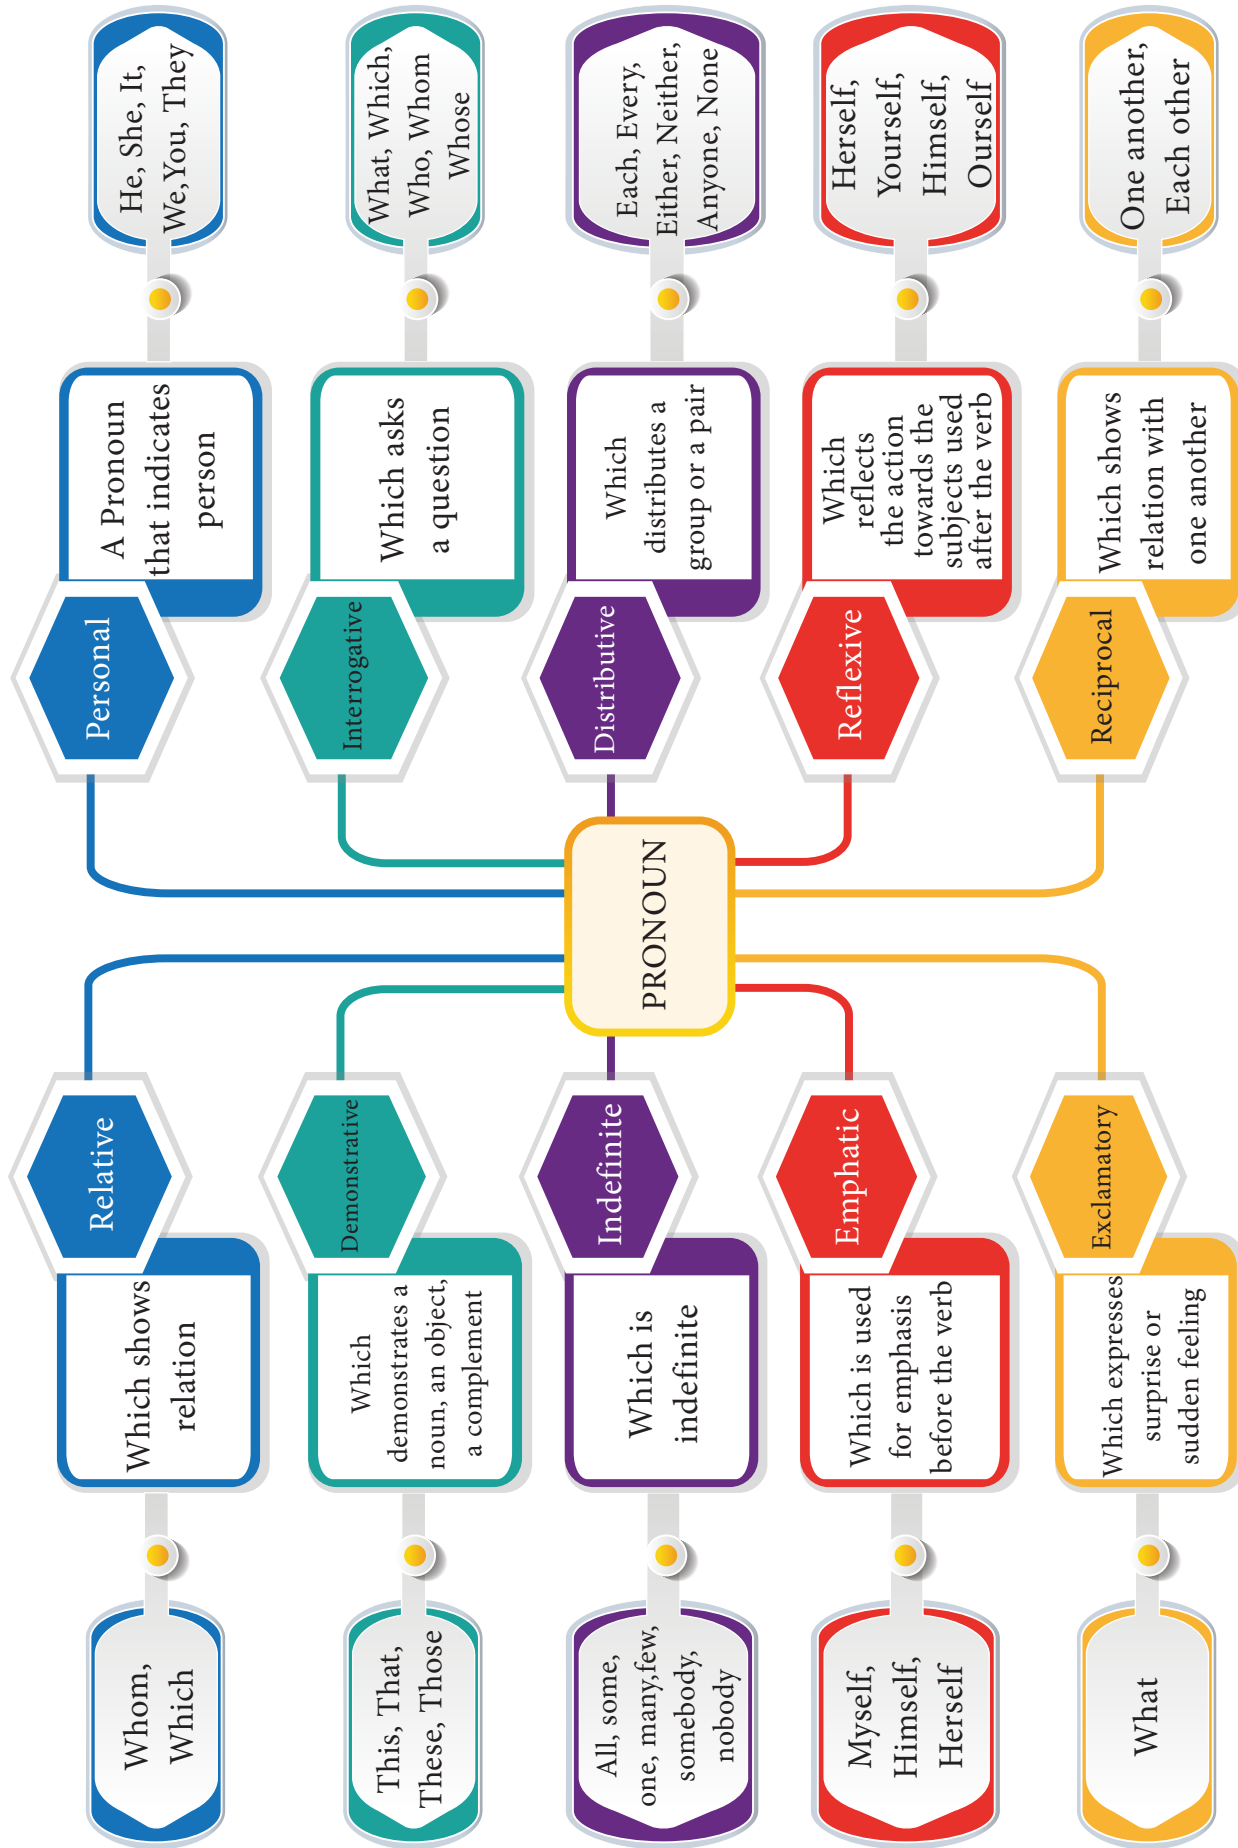 Whom,
Which
Which shows
relation
Relative
Personal
A Pronoun
that indicates
person
He, She, It,
We,You, They
This, That,
These, Those
Which
demonstrates a
noun, an object,
a complement
Demonstrative
Interrogative
Which asks
a question
What, Which,
Who, Whom
Whose
All, some,
one, many,few,
somebody,
nobody
Which is
indefinite
Indefinite
PRONOUN
Distributive
Which
distributes a
group or a pair
Each, Every,
Either, Neither,
Anyone, None
Myself,
Himself,
Herself
Which is used
for emphasis
before the verb
Emphatic
Reflexive
Which
reflects
the action
towards the
subjects used
after the verb
Herself,
Yourself,
Himself,
Ourself
What
Which expresses
surprise or
sudden feeling
Exclamatory
Reciprocal
Which shows
relation with
one another
One another,
Each other